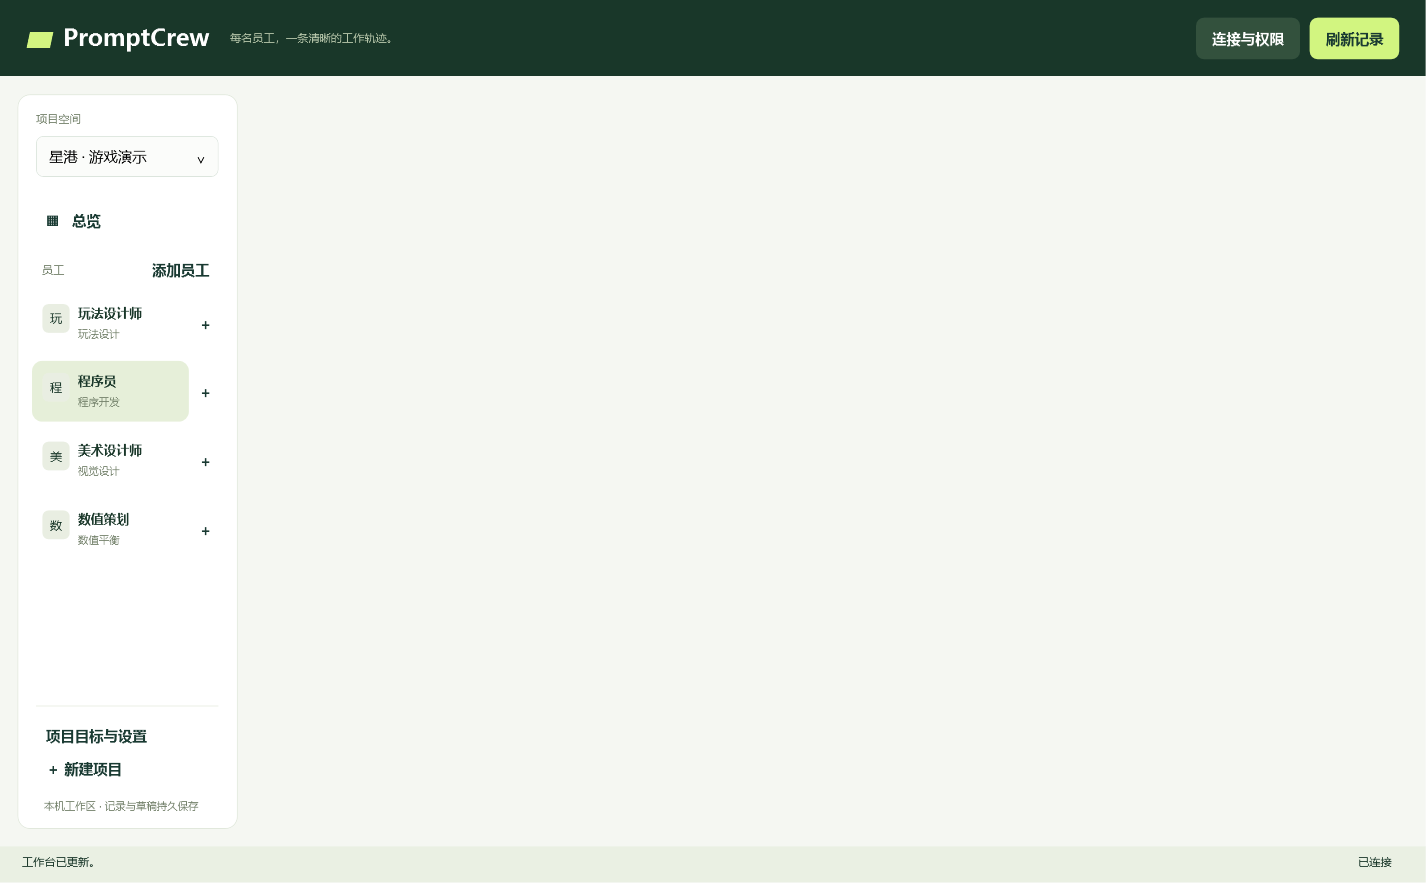 PromptCrew
每名员工，一条清晰的工作轨迹。
连接与权限
刷新记录
项目空间
星港 · 游戏演示
总览
员工
添加员工
玩
玩法设计师
玩法设计
+
程
程序员
程序开发
+
美
美术设计师
视觉设计
+
数
数值策划
数值平衡
+
项目目标与设置
+ 新建项目
本机工作区 · 记录与草稿持久保存
工作台已更新。
已连接